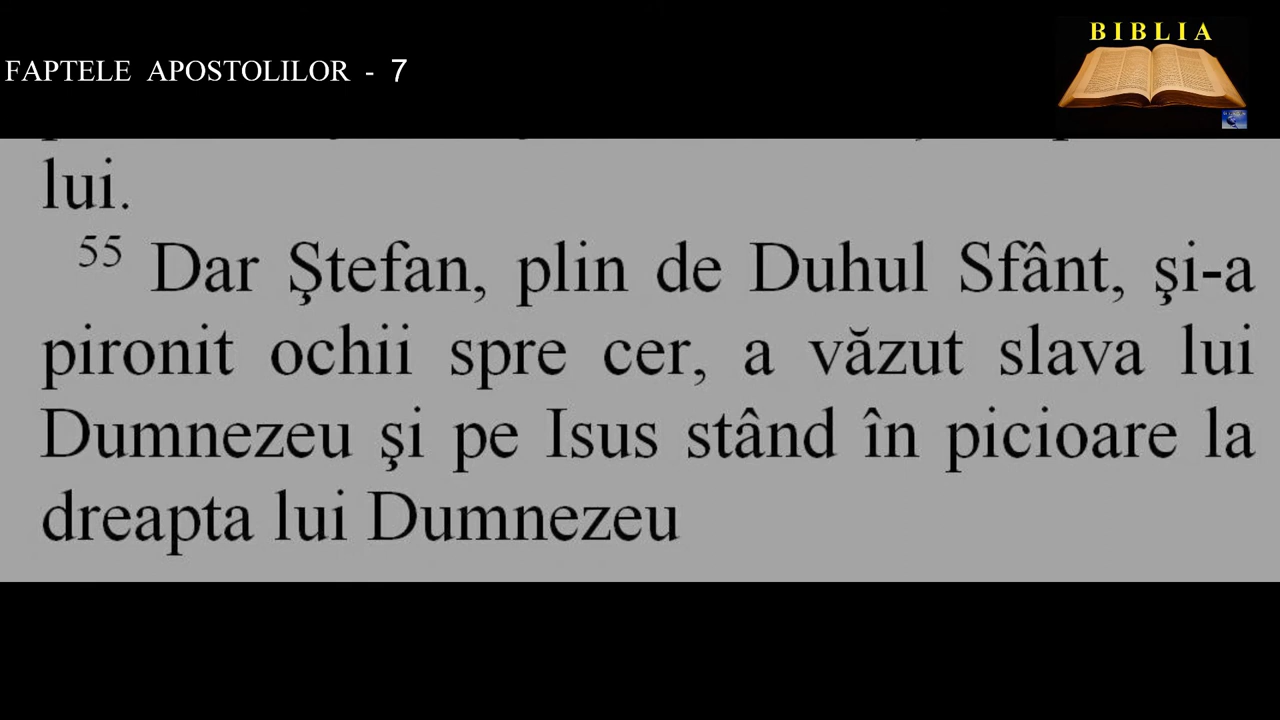 BIBLIA
FAPTELE APOSTOLILOR - 7
lui.
55 Dar Ştefan, plin de Duhul Sfânt, şi-a
pironit ochii spre cer, a văzut slava lui
Dumnezeu şi pe Isus stând în picioare la
dreapta lui Dumnezeu